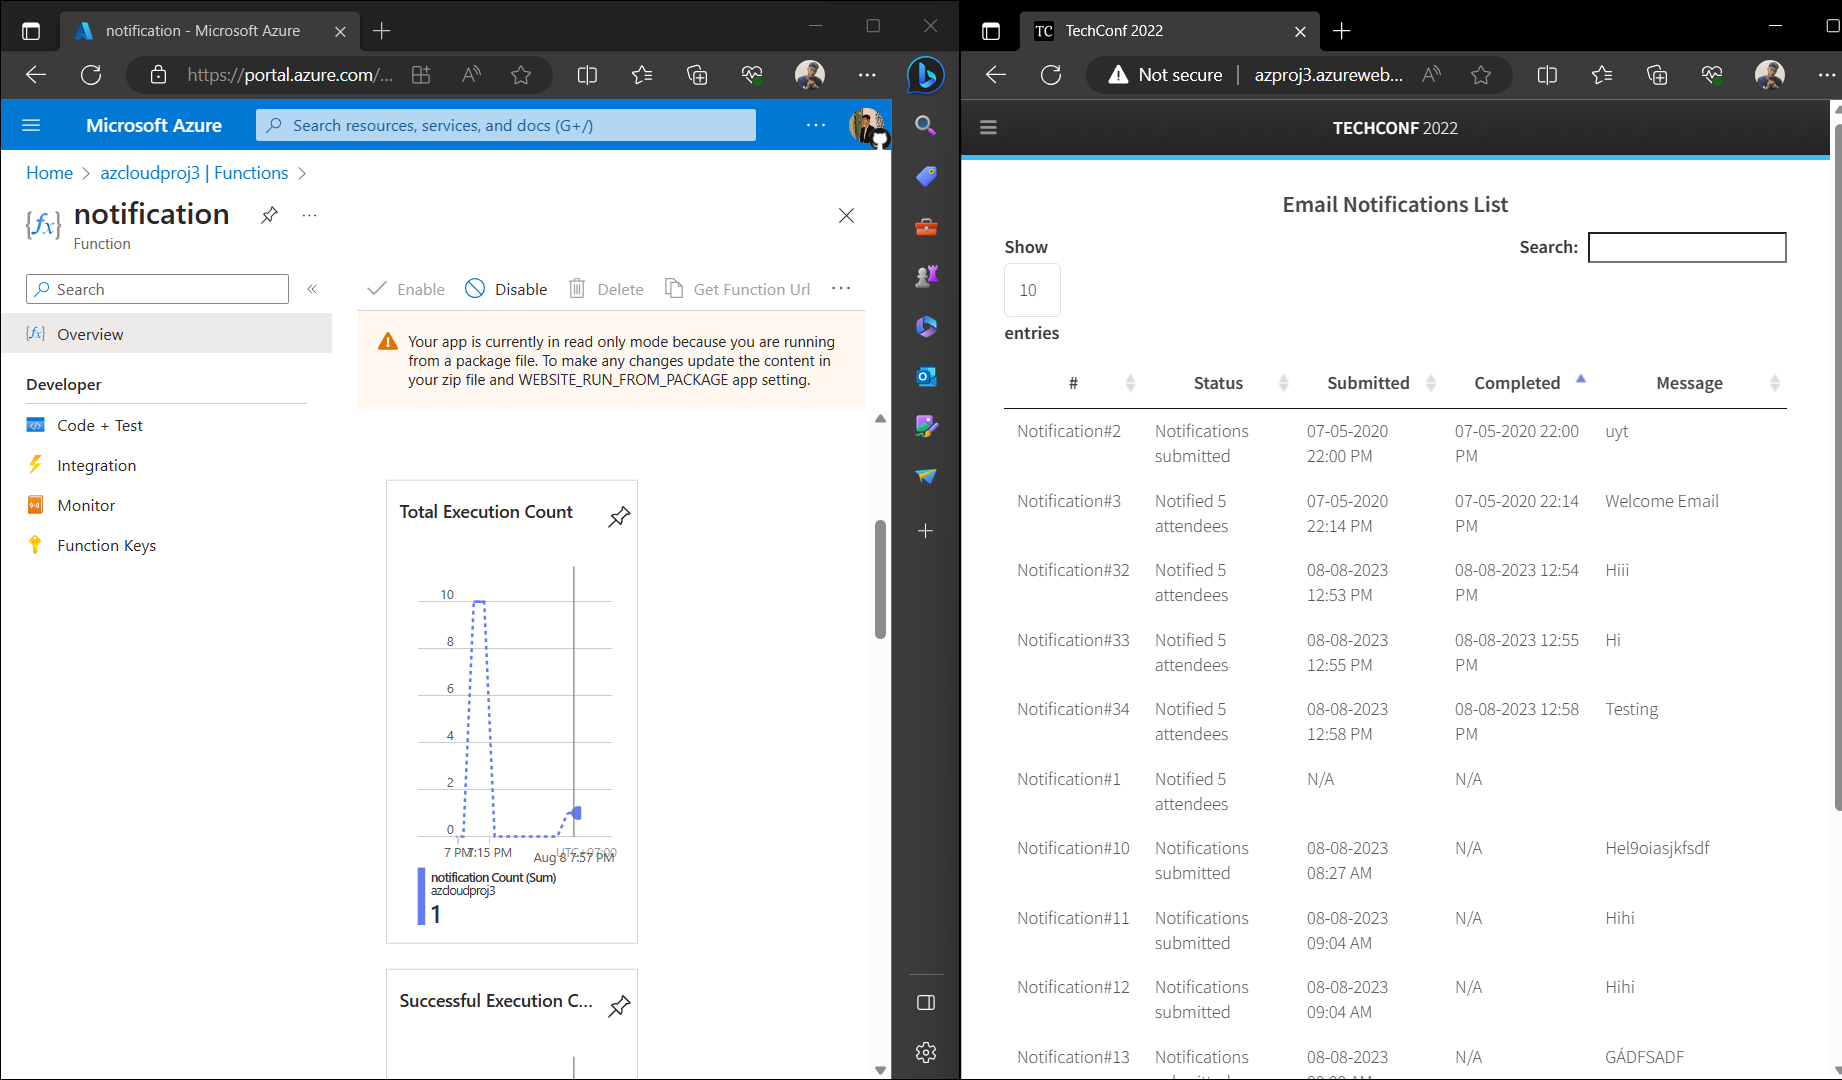 notification - Microsoft Azure
https://portal.azure.com/...
Microsoft Azure
Search resources, services, and docs (G+/)
Home > azcloudproj3 | Functions >
notification
Function
Search
Enable
Disable
Delete
Get Function Url
Overview
Your app is currently in read only mode because you are running
from a package file. To make any changes update the content in
your zip file and WEBSITE_RUN_FROM_PACKAGE app setting.
Developer
Code + Test
Integration
Monitor
Function Keys
Total Execution Count
10
8
6
4
2
0
7 PM
7:15 PM
UTC+07:00
Aug 8 7:57 PM
notification Count (Sum)
azcloudproj3
1
Successful Execution C...
TC TechConf 2022
Not secure | azproj3.azureweb...
TECHCONF 2022
Email Notifications List
Show
10
entries
Search:
# Status Submitted Completed Message
Notification#2 Notifications 07-05-2020 07-05-2020 22:00 uyt
submitted 22:00 PM PM
Notification#3 Notified 5 07-05-2020 07-05-2020 22:14 Welcome Email
attendees 22:14 PM PM
Notification#32 Notified 5 08-08-2023 08-08-2023 12:54 Hiii
attendees 12:53 PM PM
Notification#33 Notified 5 08-08-2023 08-08-2023 12:55 Hi
attendees 12:55 PM PM
Notification#34 Notified 5 08-08-2023 08-08-2023 12:58 Testing
attendees 12:58 PM PM
Notification#1 Notified 5 N/A N/A
attendees
Notification#10 Notifications 08-08-2023 N/A Hel9oiasjkfsdf
submitted 08:27 AM
Notification#11 Notifications 08-08-2023 N/A Hihi
submitted 09:04 AM
Notification#12 Notifications 08-08-2023 N/A Hihi
submitted 09:04 AM
Notification#13 Notifications 08-08-2023 N/A GÁDFSADF